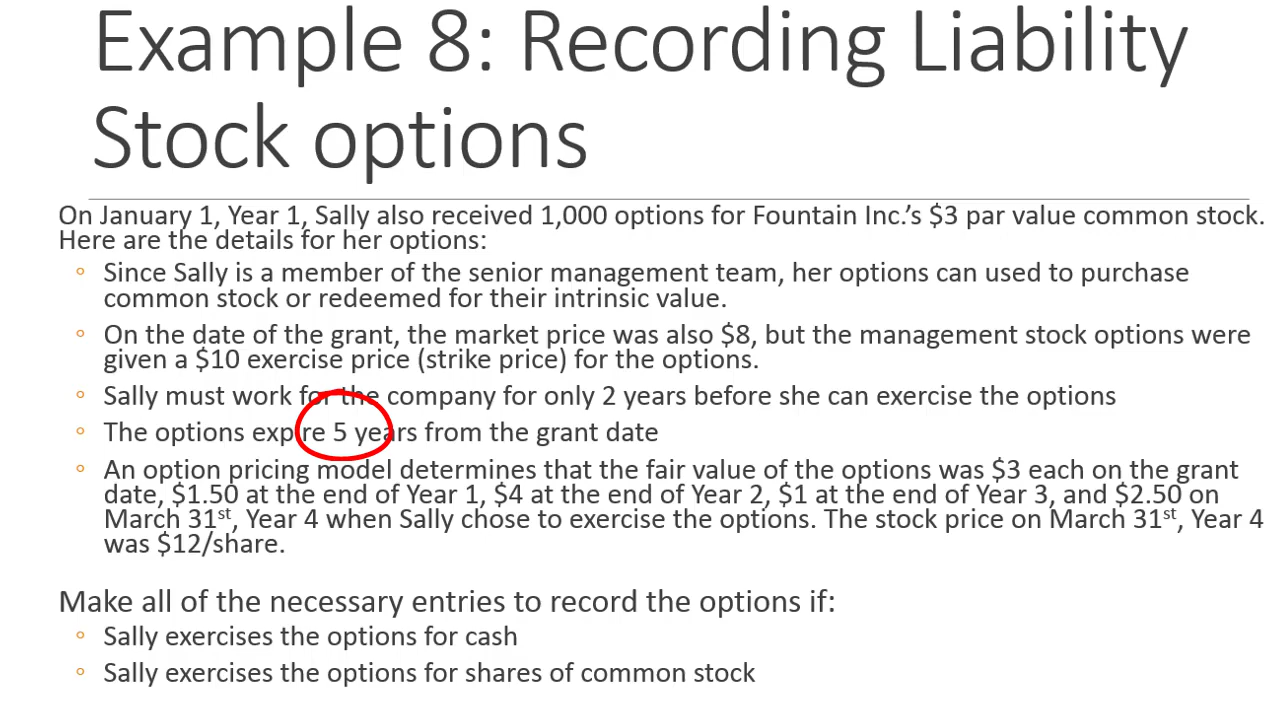 Example 8: Recording Liability
Stock options
On January 1, Year 1, Sally also received 1,000 options for Fountain Inc.’s $3 par value common stock.
Here are the details for her options:
◦ Since Sally is a member of the senior management team, her options can used to purchase
common stock or redeemed for their intrinsic value.
◦ On the date of the grant, the market price was also $8, but the management stock options were
given a $10 exercise price (strike price) for the options.
◦ Sally must work for the company for only 2 years before she can exercise the options
◦ The options expire 5 years from the grant date
◦ An option pricing model determines that the fair value of the options was $3 each on the grant
date, $1.50 at the end of Year 1, $4 at the end of Year 2, $1 at the end of Year 3, and $2.50 on
March 31st, Year 4 when Sally chose to exercise the options. The stock price on March 31st, Year 4
was $12/share.
Make all of the necessary entries to record the options if:
◦ Sally exercises the options for cash
◦ Sally exercises the options for shares of common stock